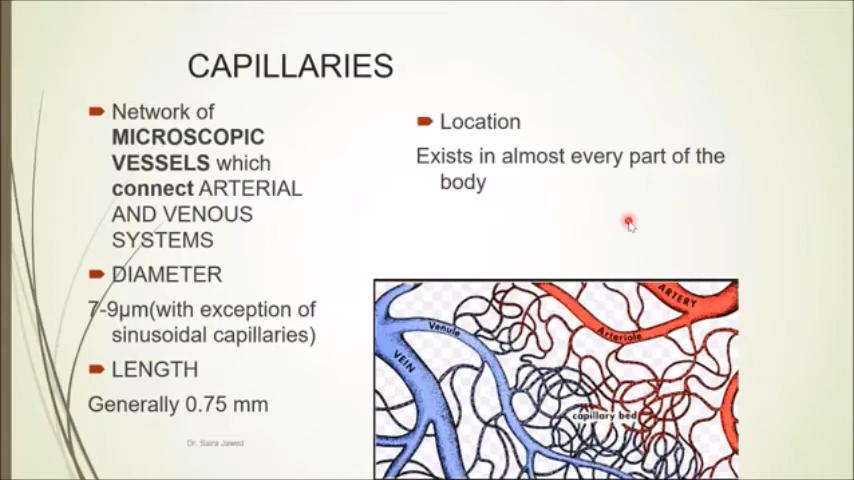 CAPILLARIES
Network of
MICROSCOPIC
VESSELS which
connect ARTERIAL
AND VENOUS
SYSTEMS
DIAMETER
7-9µm(with exception of
sinusoidal capillaries)
LENGTH
Generally 0.75 mm
Dr. Saira Jawed
Location
Exists in almost every part of the
body
ARTERY
Venule
Arteriole
VEIN
capillary bed